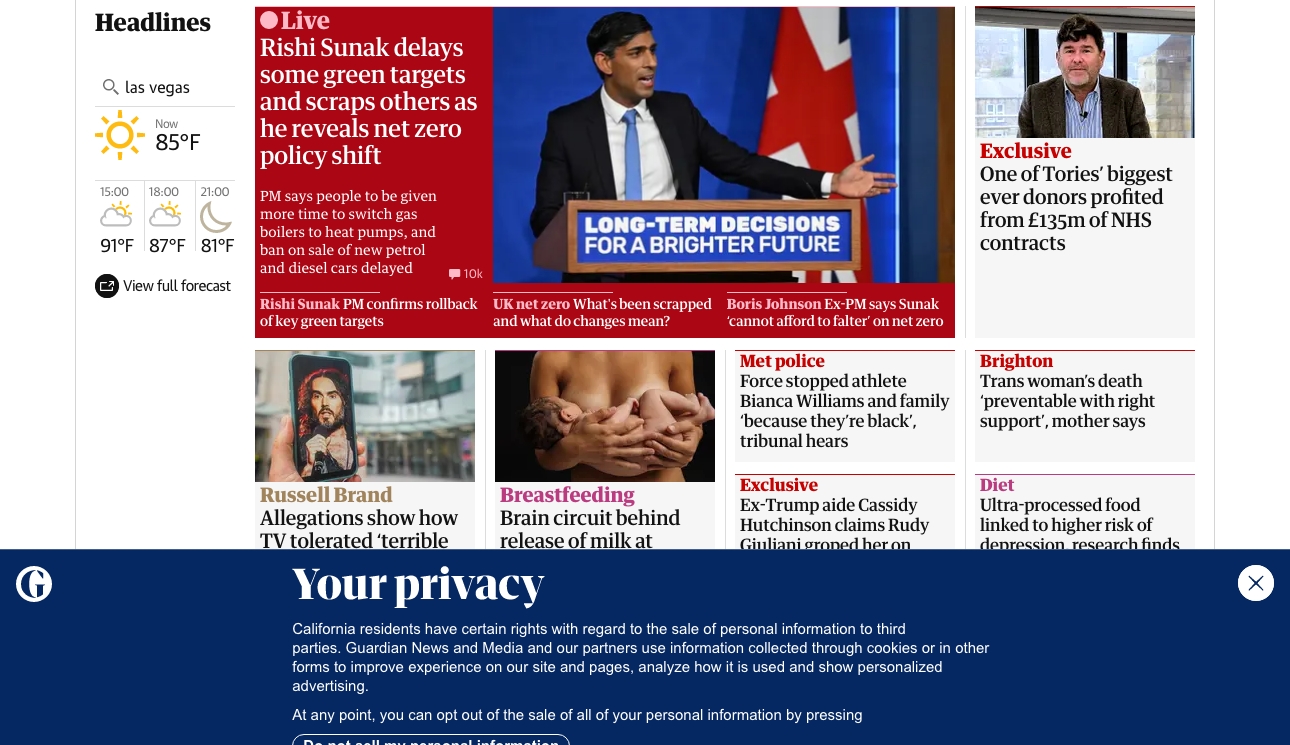 Headlines
las vegas
Now
85°F
15:00
18:00
21:00
91°F
87°F
81°F
View full forecast
Live
Rishi Sunak delays
some green targets
and scraps others as
he reveals net zero
policy shift
PM says people to be given
more time to switch gas
boilers to heat pumps, and
ban on sale of new petrol
and diesel cars delayed
10k
LONG-TERM DECISIONS
FOR A BRIGHTER FUTURE
Rishi Sunak PM confirms rollback
of key green targets
UK net zero What's been scrapped
and what do changes mean?
Boris Johnson Ex-PM says Sunak
‘cannot afford to falter’ on net zero
Exclusive
One of Tories’ biggest
ever donors profited
from £135m of NHS
contracts
Russell Brand
Allegations show how
TV tolerated ‘terrible
Breastfeeding
Brain circuit behind
release of milk at
Met police
Force stopped athlete
Bianca Williams and family
‘because they’re black’,
tribunal hears
Brighton
Trans woman’s death
‘preventable with right
support’, mother says
Exclusive
Ex-Trump aide Cassidy
Hutchinson claims Rudy
Giuliani groped her on
Diet
Ultra-processed food
linked to higher risk of
depression, research finds
G
Your privacy
California residents have certain rights with regard to the sale of personal information to third
parties. Guardian News and Media and our partners use information collected through cookies or in other
forms to improve experience on our site and pages, analyze how it is used and show personalized
advertising.
At any point, you can opt out of the sale of all of your personal information by pressing
Do not sell my personal information